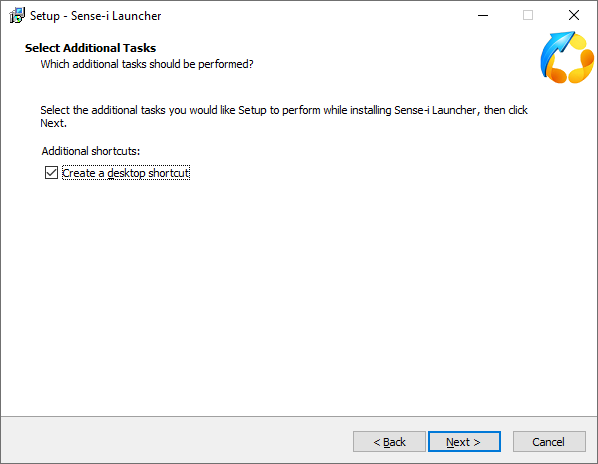 Setup - Sense-i Launcher
Select Additional Tasks
Which additional tasks should be performed?
Select the additional tasks you would like Setup to perform while installing Sense-i Launcher, then click
Next.
Additional shortcuts:
Create a desktop shortcut
< Back
Next >
Cancel